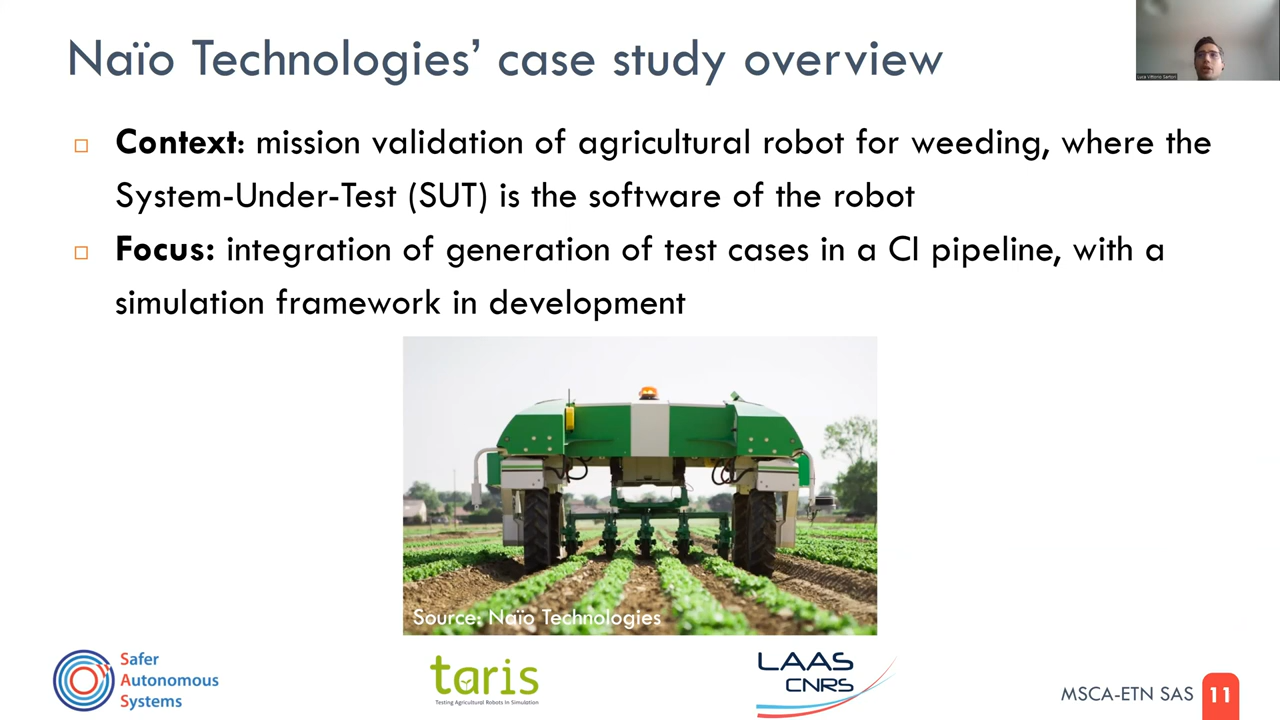 Naïo Technologies’ case study overview
Luca Vittorio Sartori
Context: mission validation of agricultural robot for weeding, where the
System-Under-Test (SUT) is the software of the robot
Focus: integration of generation of test cases in a CI pipeline, with a
simulation framework in development
Source: Naïo Technologies
Safer
Autonomous
Systems
taris
Testing Agricultural Robots In Simulation
LAAS
CNRS
MSCA-ETN SAS 11